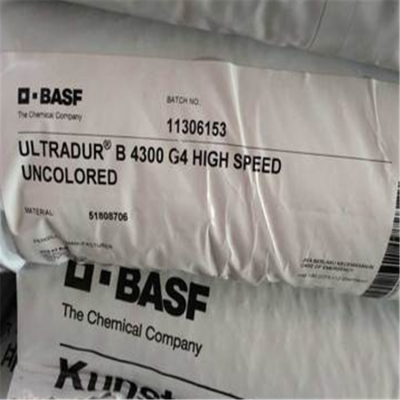 BASF
The Chemical Company
BATCH NO.
11306153
ULTRADUR® B 4300 G4 HIGH SPEED
UNCOLORED
MATERIAL
51808706
BASF
The Chemical Company
Kunst